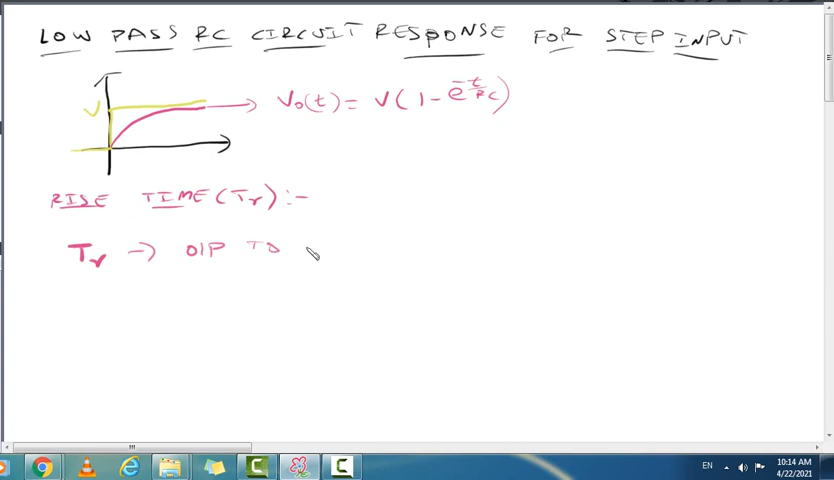 LOW PASS RC CIRCUIT RESPONSE FOR STEP INPUT
V
Vo(t) = V(1 - e^-t/RC)
RISE TIME (Tr) :-
Tr → O/P TO
EN
10:14 AM
4/22/2021